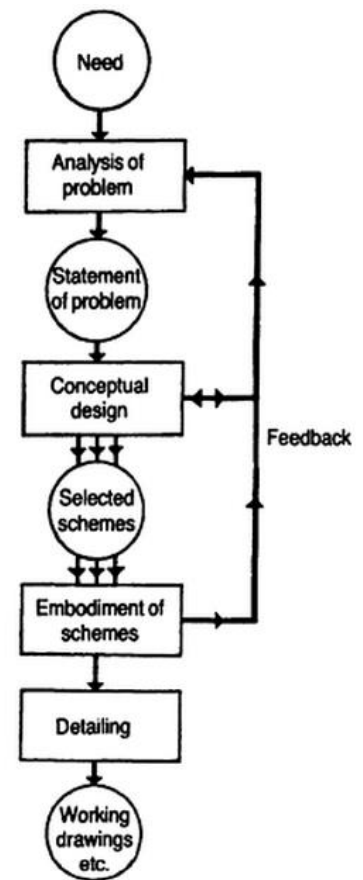 Need
Analysis of
problem
Statement
of problem
Conceptual
design
Feedback
Selected
schemes
Embodiment of
schemes
Detailing
Working
drawings
etc.